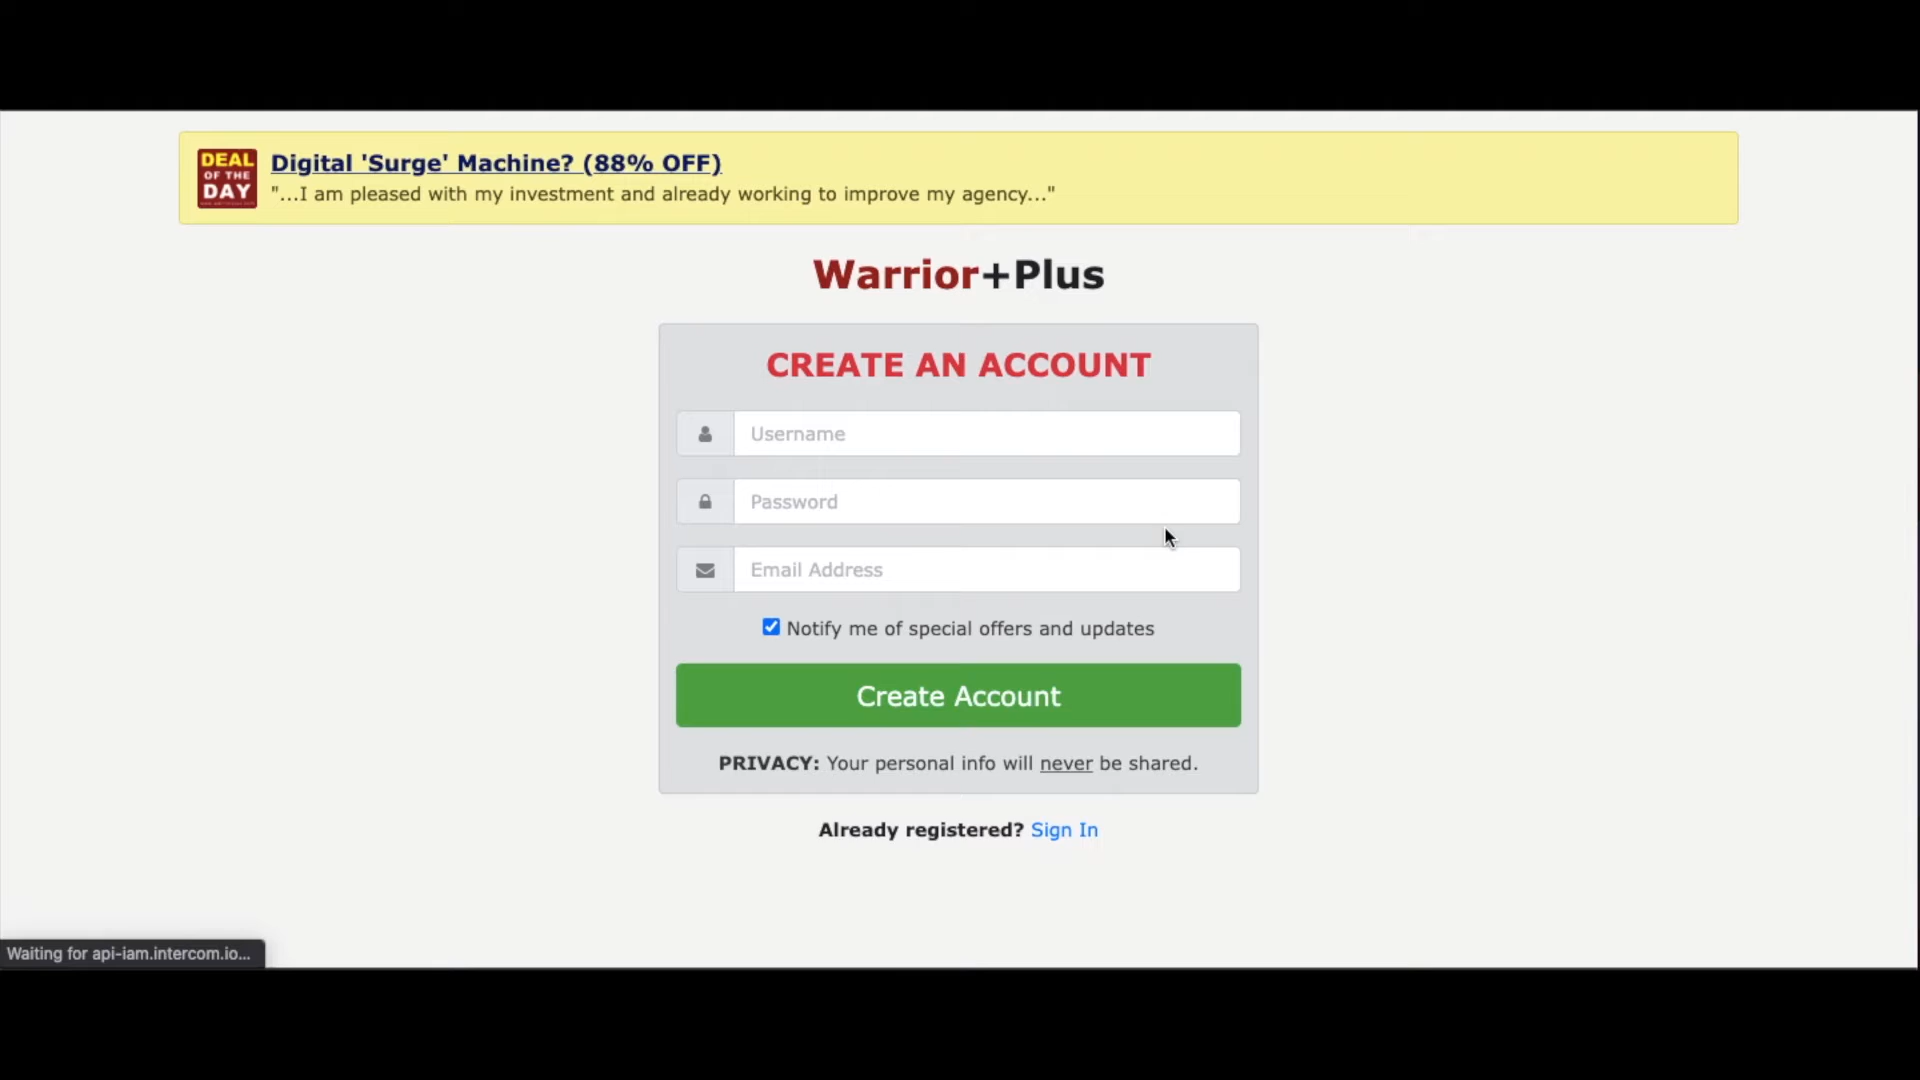 DEAL
OF THE
DAY
Digital 'Surge' Machine? (88% OFF)
"...I am pleased with my investment and already working to improve my agency..."
Warrior+Plus
CREATE AN ACCOUNT
Username
Password
Email Address
Notify me of special offers and updates
Create Account
PRIVACY: Your personal info will never be shared.
Already registered? Sign In
Waiting for api-iam.intercom.io...